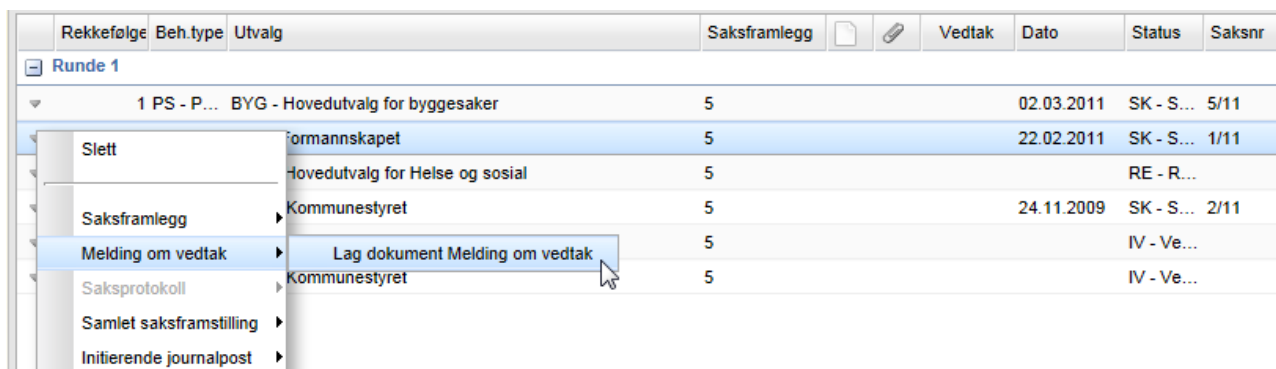 Rekkefølge Beh.type Utvalg Saksframlegg Vedtak Dato Status Saksnr
Runde 1
1 PS - P... BYG - Hovedutvalg for byggesaker 5 02.03.2011 SK - S... 5/11
Slett
Formannskapet 5 22.02.2011 SK - S... 1/11
Hovedutvalg for Helse og sosial 5 RE - R...
Saksframlegg
Kommunestyret 5 24.11.2009 SK - S... 2/11
Melding om vedtak
Lag dokument Melding om vedtak
5 IV - Ve...
Saksprotokoll
Kommunestyret 5 IV - Ve...
Samlet saksframstilling
Initierende journalpost